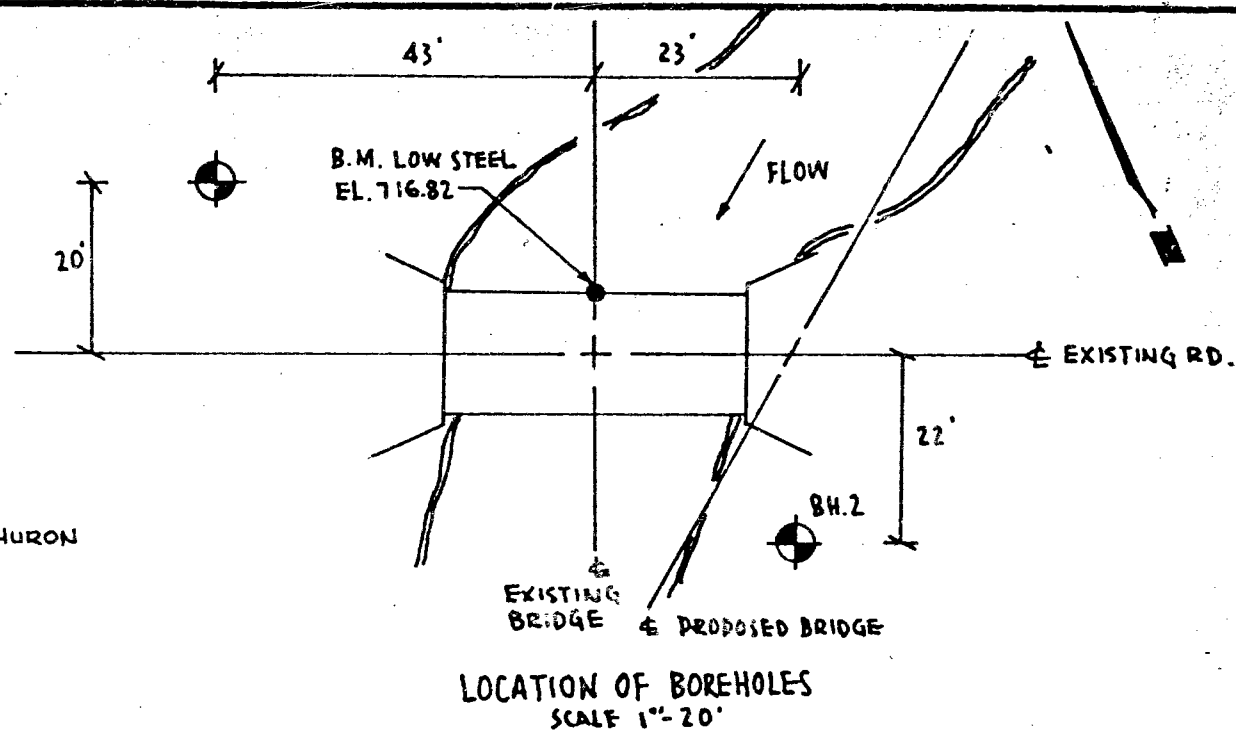 43'
23'
B.M. LOW STEEL
EL. 716.82
FLOW
20'
℄ EXISTING RD.
22'
BH.2
HURON
℄
EXISTING
BRIDGE
℄ PROPOSED BRIDGE
LOCATION OF BOREHOLES
SCALE 1"-20'